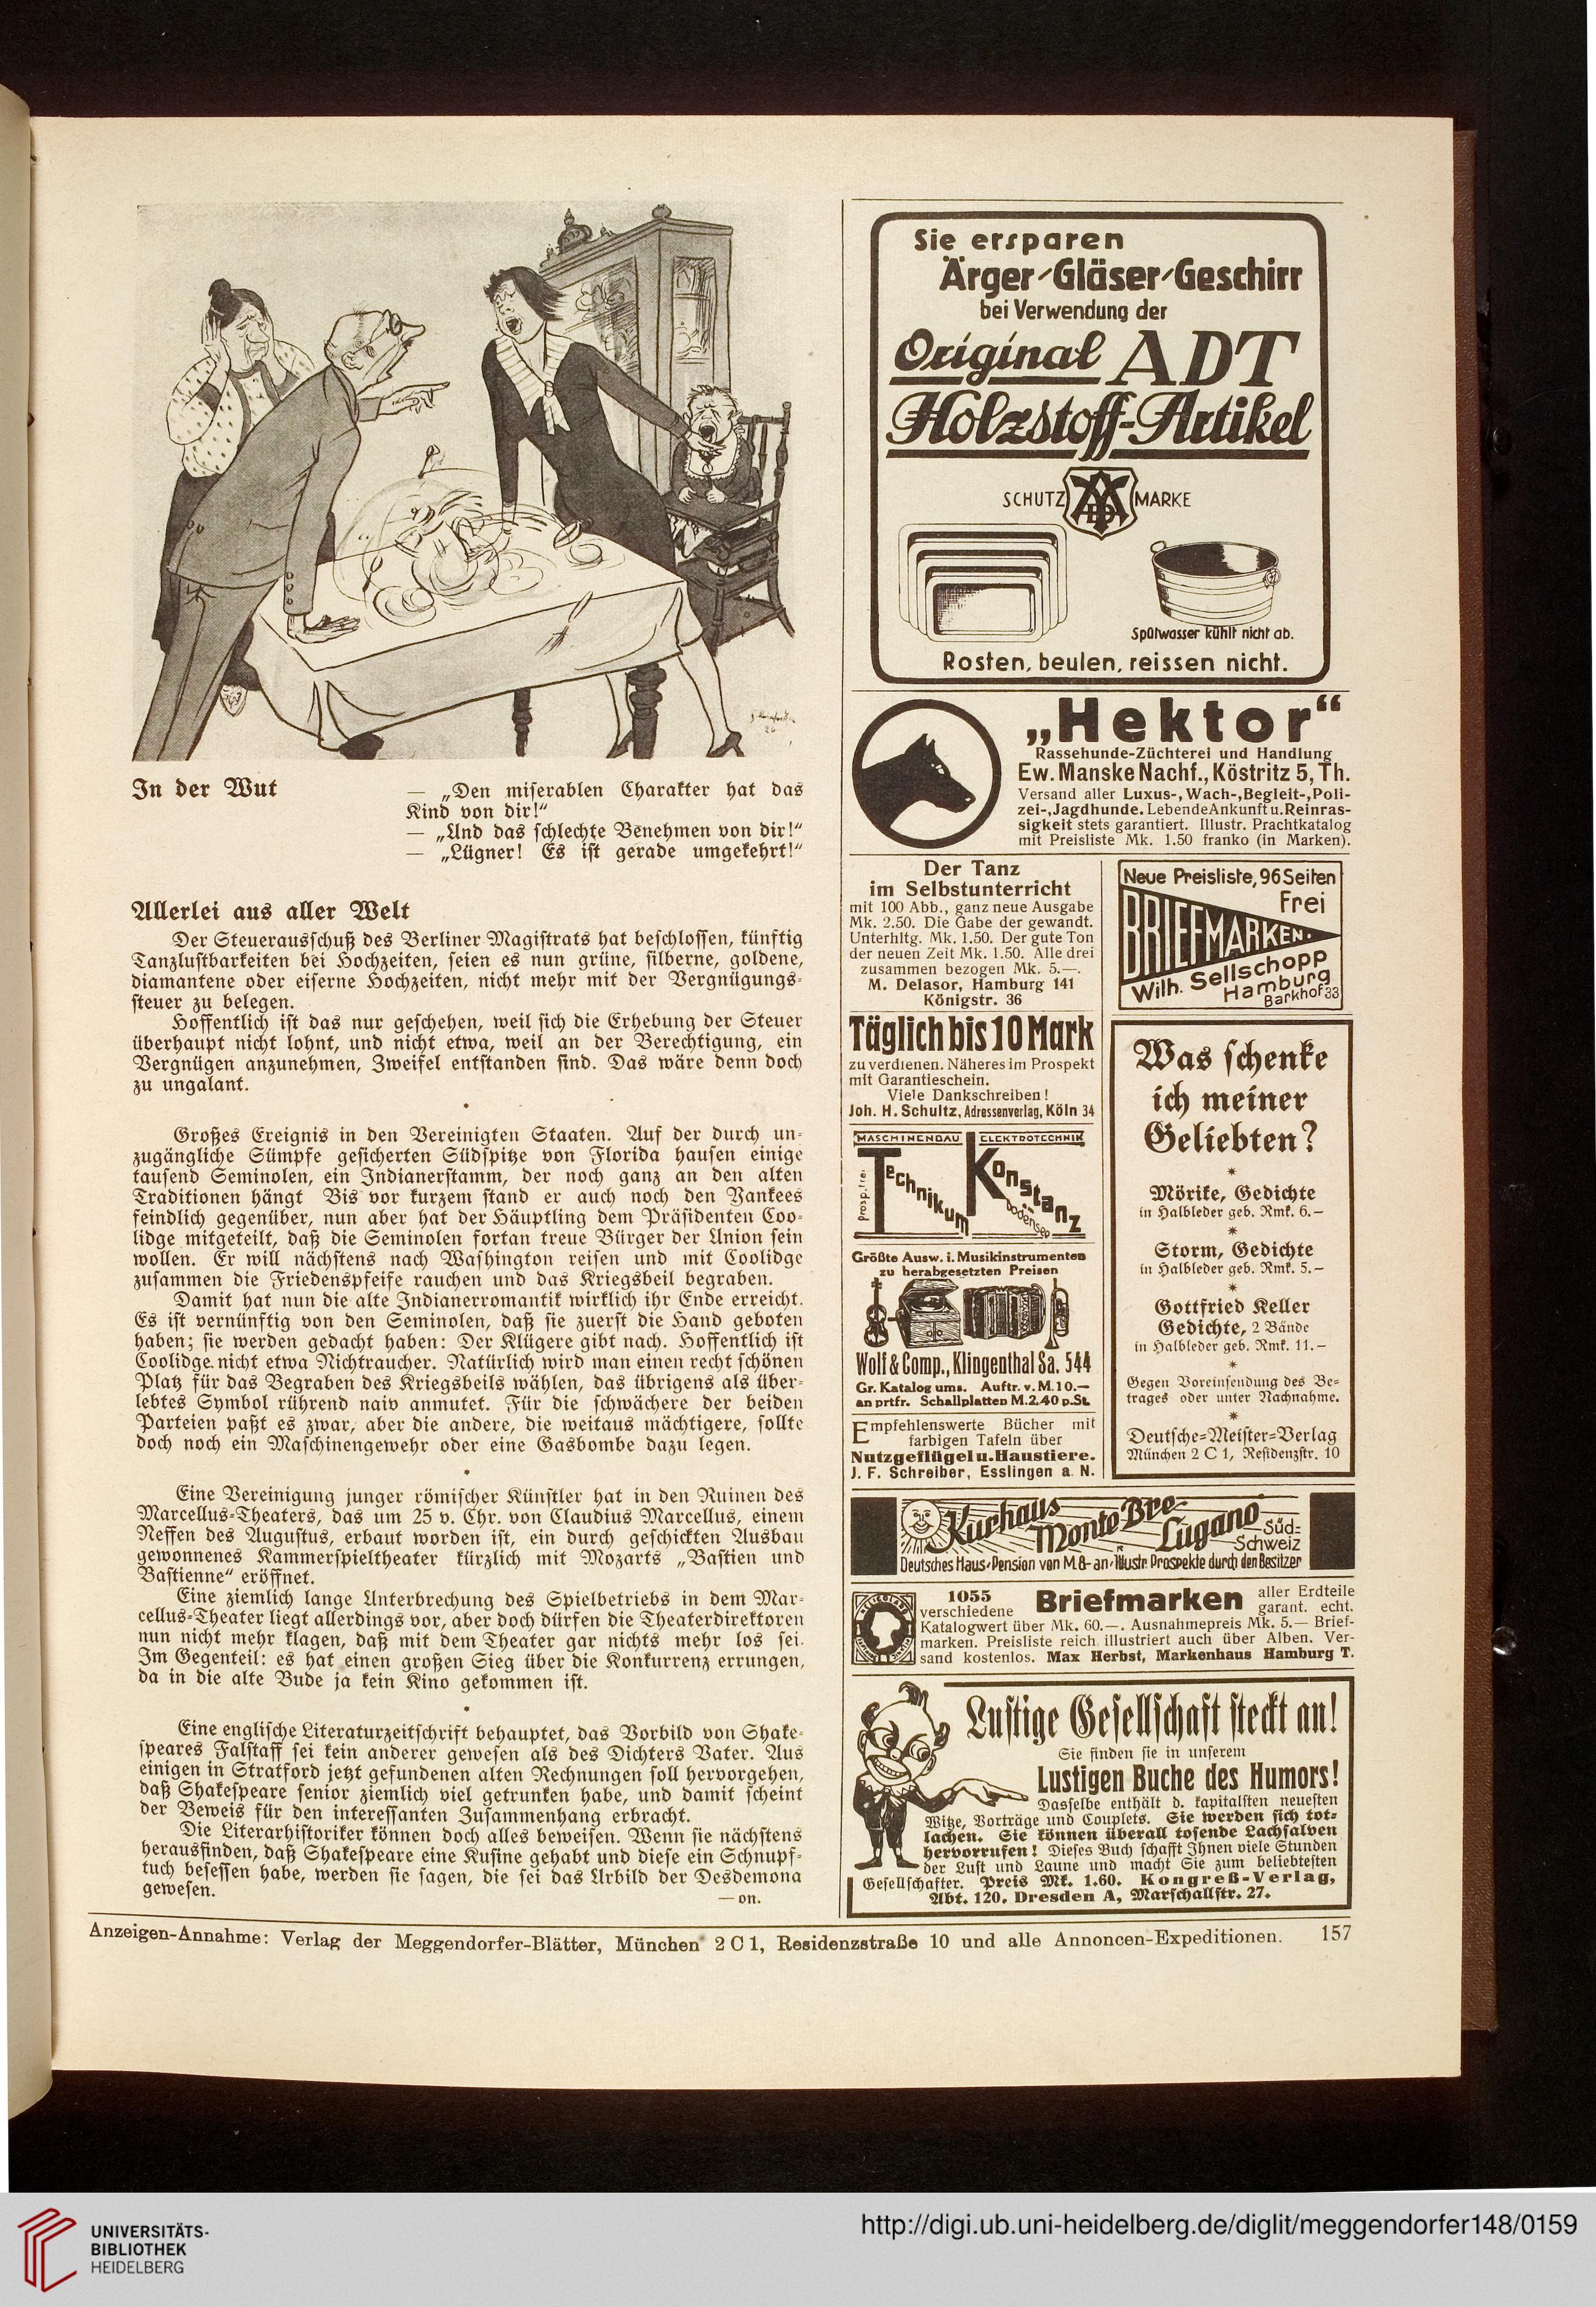 In der Wut
— „Den miserablen Charakter hat das
Kind von dir!"
— „Und das schlechte Benehmen von dir!"
— „Lügner! Es ist gerade umgekehrt!"
Allerlei aus aller Welt
Der Steuerausschuß des Berliner Magistrats hat beschlossen, künftig
Tanzlustbarkeiten bei Hochzeiten, seien es nun grüne, silberne, goldene,
diamantene oder eiserne Hochzeiten, nicht mehr mit der Vergnügungs-
steuer zu belegen.
Hoffentlich ist das nur geschehen, weil sich die Erhebung der Steuer
überhaupt nicht lohnt, und nicht etwa, weil an der Berechtigung, ein
Vergnügen anzunehmen, Zweifel entstanden sind. Das wäre denn doch
zu ungalant.
*
Großes Ereignis in den Vereinigten Staaten. Auf der durch un-
zugängliche Sümpfe gesicherten Südspitze von Florida hausen einige
tausend Seminolen, ein Indianerstamm, der noch ganz an den alten
Traditionen hängt Bis vor kurzem stand er auch noch den Yankees
feindlich gegenüber, nun aber hat der Häuptling dem Präsidenten Coo-
lidge mitgeteilt, daß die Seminolen fortan treue Bürger der Union sein
wollen. Er will nächstens nach Washington reisen und mit Coolidge
zusammen die Friedenspfeife rauchen und das Kriegsbeil begraben.
Damit hat nun die alte Indianerromantik wirklich ihr Ende erreicht.
Es ist vernünftig von den Seminolen, daß sie zuerst die Hand geboten
haben; sie werden gedacht haben: Der Klügere gibt nach. Hoffentlich ist
Coolidge nicht etwa Nichtraucher. Natürlich wird man einen recht schönen
Platz für das Begraben des Kriegsbeils wählen, das übrigens als über-
lebtes Symbol rührend naiv anmutet. Für die schwächere der beiden
Parteien paßt es zwar, aber die andere, die weitaus mächtigere, sollte
doch noch ein Maschinengewehr oder eine Gasbombe dazu legen.
*
Eine Vereinigung junger römischer Künstler hat in den Ruinen des
Marcellus-Theaters, das um 25 v. Chr. von Claudius Marcellus, einem
Neffen des Augustus, erbaut worden ist, ein durch geschickten Ausbau
gewonnenes Kammerspieltheater kürzlich mit Mozarts „Bastien und
Bastienne" eröffnet.
Eine ziemlich lange Unterbrechung des Spielbetriebs in dem Mar-
cellus-Theater liegt allerdings vor, aber doch dürfen die Theaterdirektoren
nun nicht mehr klagen, daß mit dem Theater gar nichts mehr los sei.
Im Gegenteil: es hat einen großen Sieg über die Konkurrenz errungen,
da in die alte Bude ja kein Kino gekommen ist.
*
Eine englische Literaturzeitschrift behauptet, das Vorbild von Shake-
speares Falstaff sei kein anderer gewesen als des Dichters Vater. Aus
einigen in Stratford jetzt gefundenen alten Rechnungen soll hervorgehen,
daß Shakespeare senior ziemlich viel getrunken habe, und damit scheint
der Beweis für den interessanten Zusammenhang erbracht.
Die Literarhistoriker können doch alles beweisen. Wenn sie nächstens
herausfinden, daß Shakespeare eine Kusine gehabt und diese ein Schnupf-
tuch besessen habe, werden sie sagen, die sei das Urbild der Desdemona
gewesen.
— on.
Sie ersparen
Ärger-Gläser-Geschirr
bei Verwendung der
Original ADT
Holzstoff-Artikel
SCHUTZ MARKE
Spülwasser kühlt nicht ab.
Rosten, beulen, reissen nicht.
„Hektor"
Rassehunde-Züchterei und Handlung
Ew. Manske Nachf., Köstritz 5, Th.
Versand aller Luxus-, Wach-, Begleit-, Poli-
zei-, Jagdhunde. Lebende Ankunft u. Reinras-
sigkeit stets garantiert. Illustr. Prachtkatalog
mit Preisliste Mk. 1.50 franko (in Marken).
Der Tanz
im Selbstunterricht
mit 100 Abb., ganz neue Ausgabe
Mk. 2.50. Die Gabe der gewandt.
Unterhltg. Mk. 1.50. Der gute Ton
der neuen Zeit Mk. 1.50. Alle drei
zusammen bezogen Mk. 5.—.
M. Delasor, Hamburg 141
Königstr. 36
Neue Preisliste, 96 Seiten
Frei
BRIEFMARKEN.
Wilh. Sellschopp
Hamburg
Barkhof 33
Täglich bis 10 Mark
zu verdienen. Näheres im Prospekt
mit Garantieschein.
Viele Dankschreiben!
Joh. H. Schultz, Adressenverlag, Köln 34
MASCHINENBAU ELEKTROTECHNIK
Technikum Konstanz
Prosp. frei.
Bodensee
Größte Ausw. i. Musikinstrumenten
zu herabgesetzten Preisen
Wolf & Comp., Klingenthal Sa. 544
Gr. Katalog ums. Auftr. v. M. 10.—
an prtfr. Schallplatten M. 2.40 p. St.
Empfehlenswerte Bücher mit
farbigen Tafeln über
Nutzgeflügel u. Haustiere.
J. F. Schreiber, Esslingen a. N.
Was schenke
ich meiner
Geliebten?
*
Mörike, Gedichte
in Halbleder geb. Rmk. 6.–
*
Storm, Gedichte
in Halbleder geb. Rmk. 5.–
*
Gottfried Keller
Gedichte, 2 Bände
in Halbleder geb. Rmk. 11.–
*
Gegen Voreinsendung des Be-
trages oder unter Nachnahme.
*
Deutsche-Meister-Verlag
München 2 C 1, Residenzstr. 10
Kurhaus Monte-Bre-Lugano Süd-
Schweiz
Deutsches Haus-Pension von M. 8- an-Illustr. Prospekte durch den Besitzer
HELIGOLAND
1055 Briefmarken aller Erdteile
verschiedene garant. echt.
Katalogwert über Mk. 60.—. Ausnahmepreis Mk. 5.— Brief-
marken. Preisliste reich illustriert auch über Alben. Ver-
sand kostenlos. Max Herbst, Markenhaus Hamburg T.
Lustige Gesellschaft steckt an!
Sie finden sie in unserem
Lustigen Buche des Humors!
Dasselbe enthält d. kapitalsten neuesten
Witze, Vorträge und Couplets. Sie werden sich tot-
lachen. Sie können überall tosende Lachsalven
hervorrufen! Dieses Buch schafft Ihnen viele Stunden
der Lust und Laune und macht Sie zum beliebtesten
Gesellschafter. Preis Mk. 1.60. Kongreß-Verlag,
Abt. 120, Dresden A, Marschallstr. 27.
Anzeigen-Annahme: Verlag der Meggendorfer-Blätter, München 2 C 1, Residenzstraße 10 und alle Annoncen-Expeditionen. 157
UNIVERSITÄTS-
BIBLIOTHEK
HEIDELBERG
http://digi.ub.uni-heidelberg.de/diglit/meggendorfer148/0159